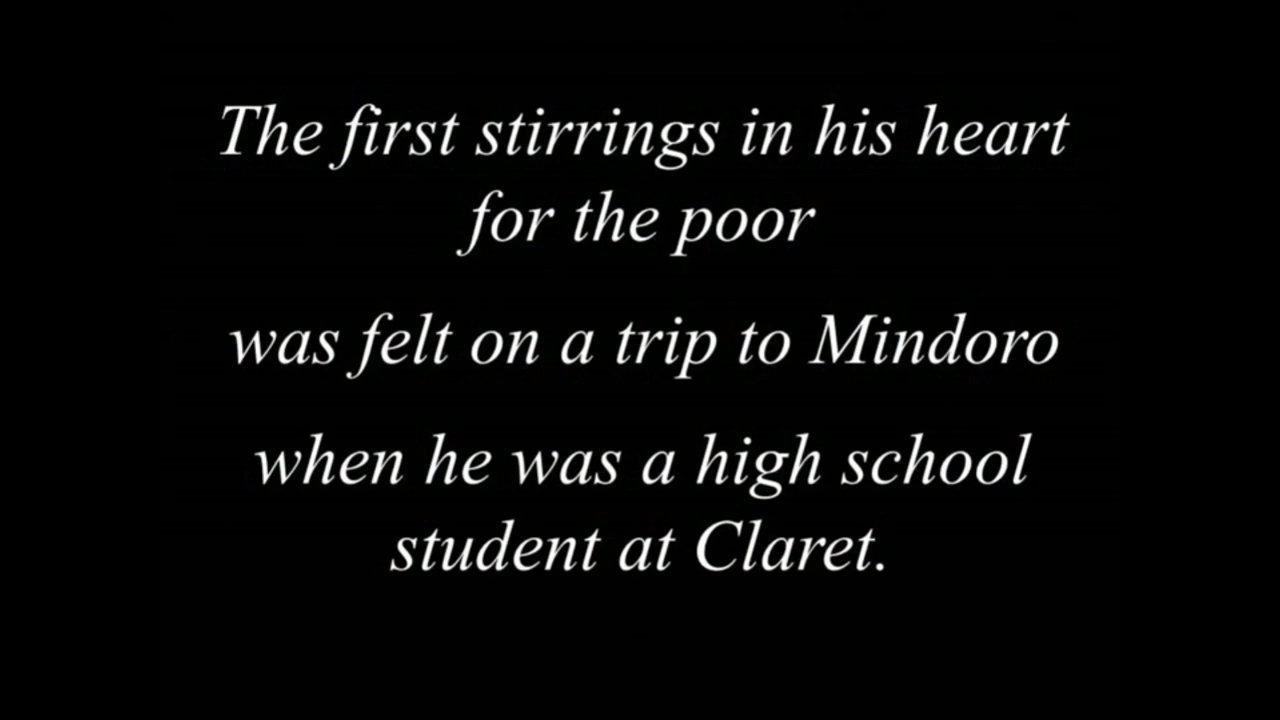 The first stirrings in his heart
for the poor
was felt on a trip to Mindoro
when he was a high school
student at Claret.